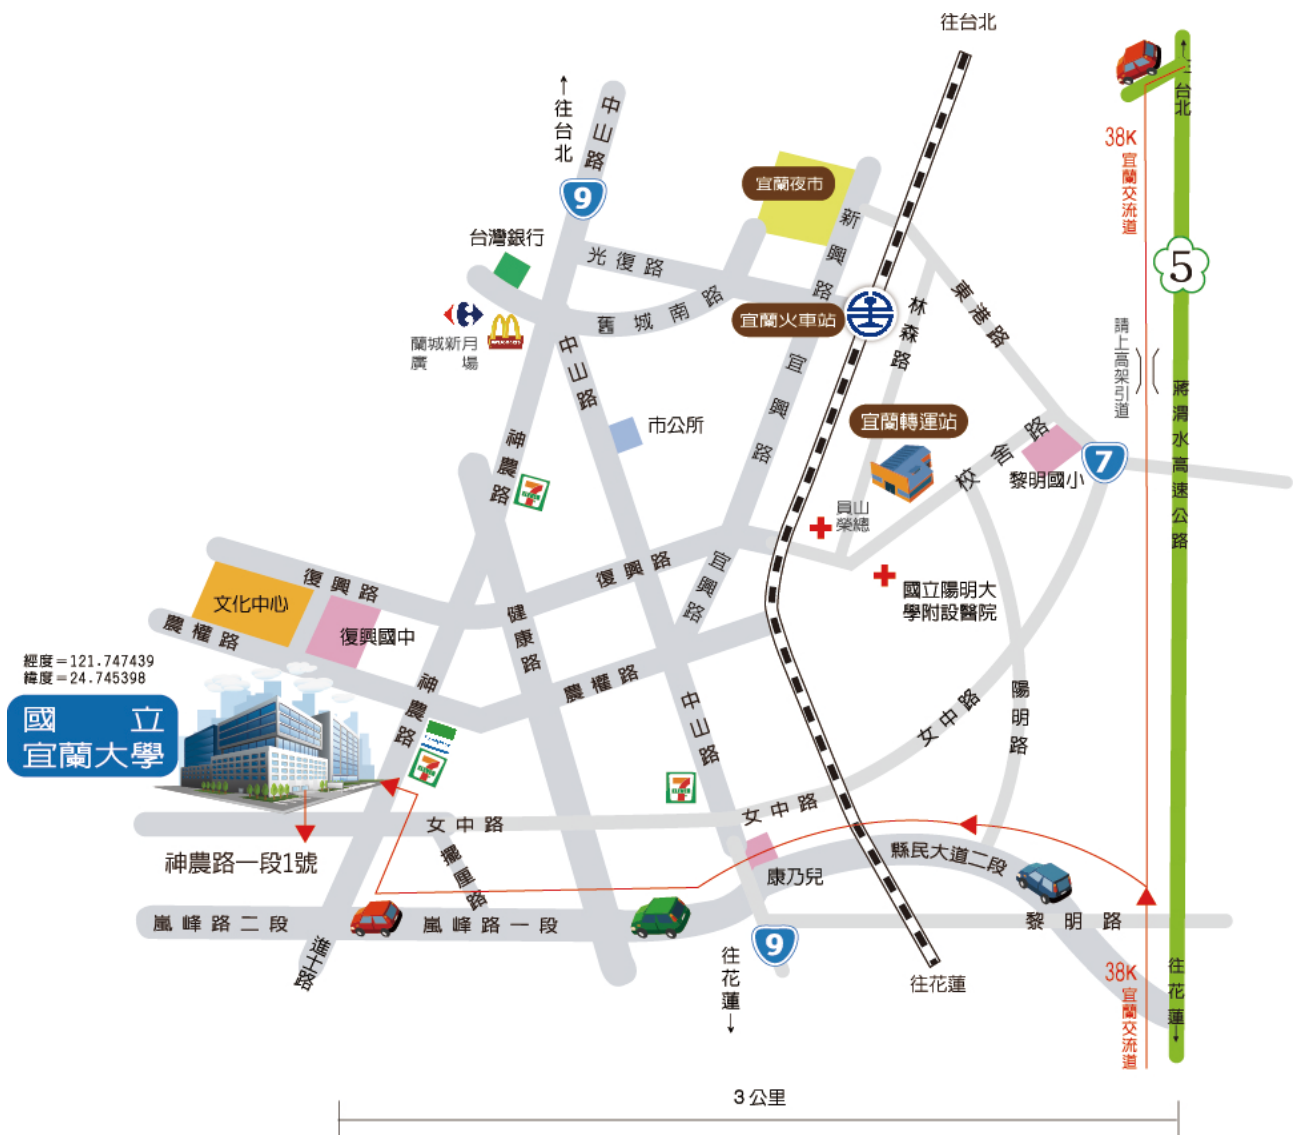 往台北
↑往台北
中山路
9
宜蘭夜市
新興路
38K
宜蘭交流道
↑往台北
台灣銀行
光復路
舊城南路
宜蘭火車站
林森路
東港路
5
請上高架引道
蔣渭水高速公路
蘭城新月
廣場
中山路
宜興路
市公所
神農路
7
ELEVEN
宜蘭轉運站
校舍路
黎明國小
7
員山
榮總
國立陽明大
學附設醫院
復興路
復興路
宜興路
文化中心
復興國中
農權路
健康路
農權路
經度=121.747439
緯度=24.745398
國立
宜蘭大學
神農路
7
ELEVEN
中山路
7
ELEVEN
女中路
陽明路
女中路
女中路
擺厘路
神農路一段1號
康乃兒
縣民大道二段
嵐峰路二段
嵐峰路一段
進士路
黎明路
9
往花蓮↓
往花蓮
38K
宜蘭交流道
往花蓮↓
3公里